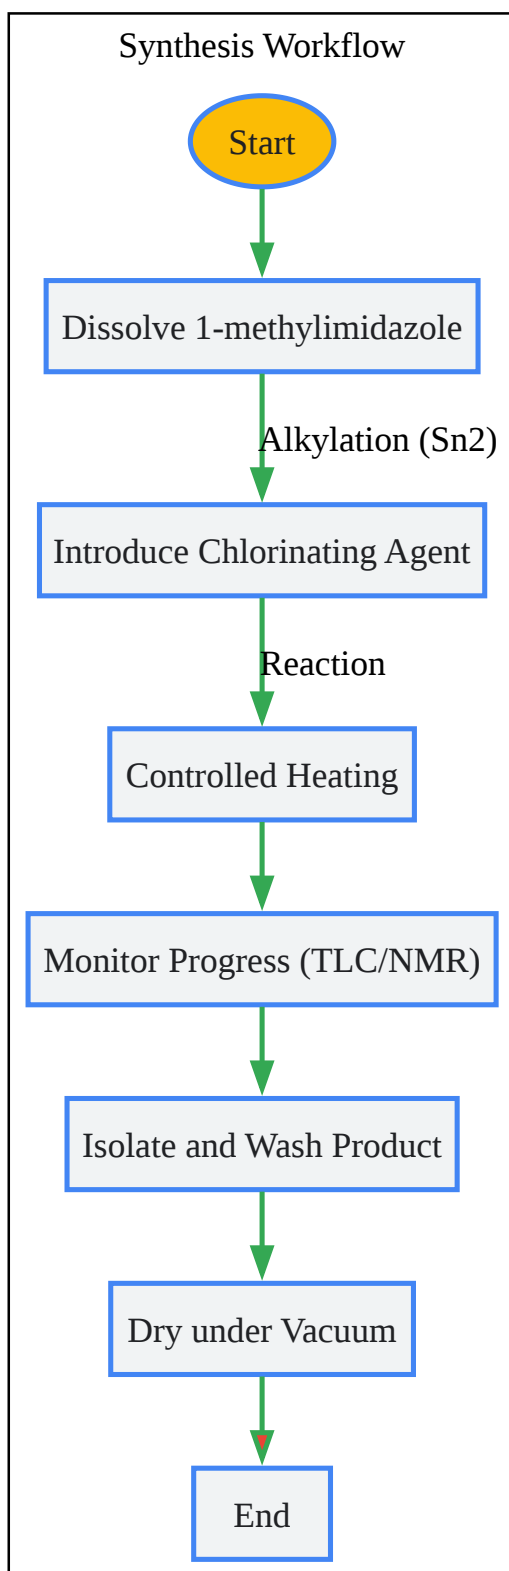 Synthesis Workflow
Start
Dissolve 1-methylimidazole
Alkylation (Sn2)
Introduce Chlorinating Agent
Reaction
Controlled Heating
Monitor Progress (TLC/NMR)
Isolate and Wash Product
Dry under Vacuum
End